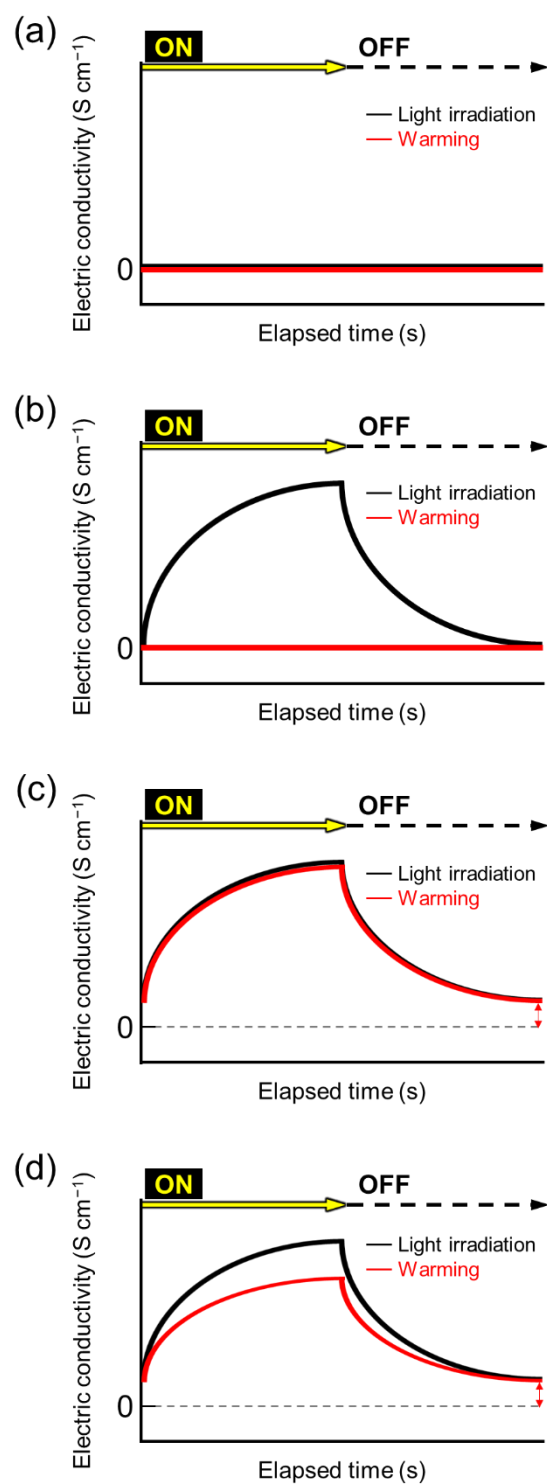 (a)
ON OFF
Light irradiation
Warming
Electric conductivity (S cm⁻¹)
0
Elapsed time (s)
(b)
ON OFF
Light irradiation
Warming
Electric conductivity (S cm⁻¹)
0
Elapsed time (s)
(c)
ON OFF
Light irradiation
Warming
Electric conductivity (S cm⁻¹)
0
Elapsed time (s)
(d)
ON OFF
Light irradiation
Warming
Electric conductivity (S cm⁻¹)
0
Elapsed time (s)